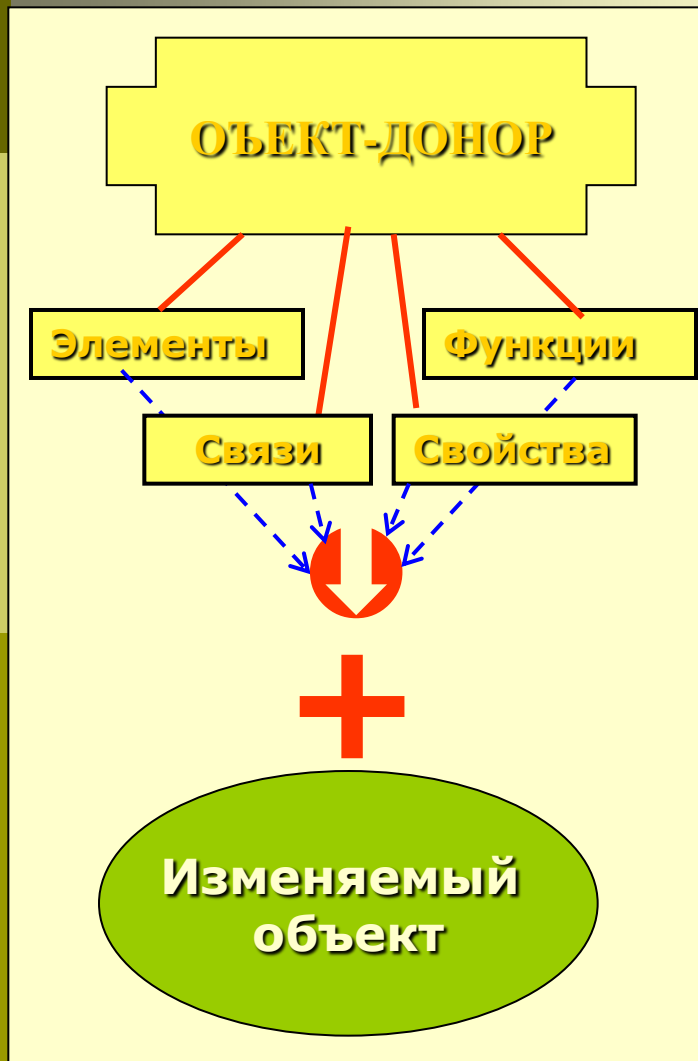 ОЪЕКТ-ДОНОР
Элементы
Функции
Связи
Свойства
Изменяемый
объект